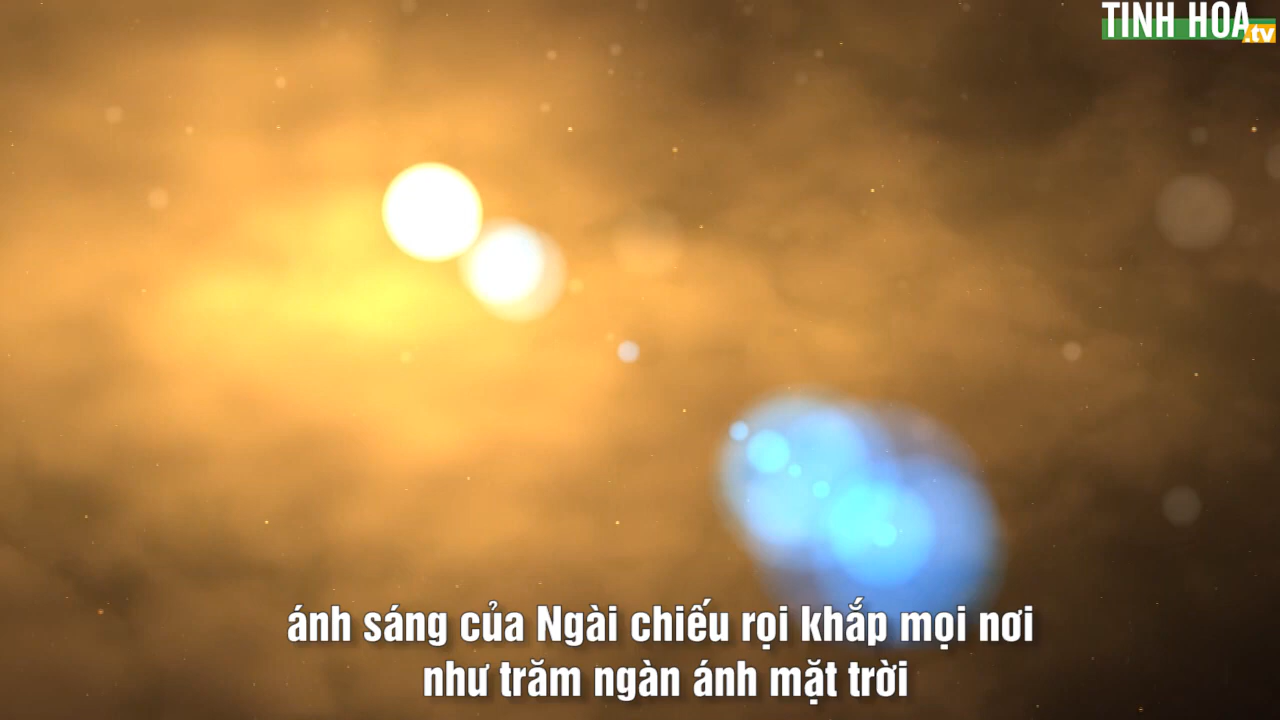 TINH HOA
.tv
ánh sáng của Ngài chiếu rọi khắp mọi nơi
như trăm ngàn ánh mặt trời